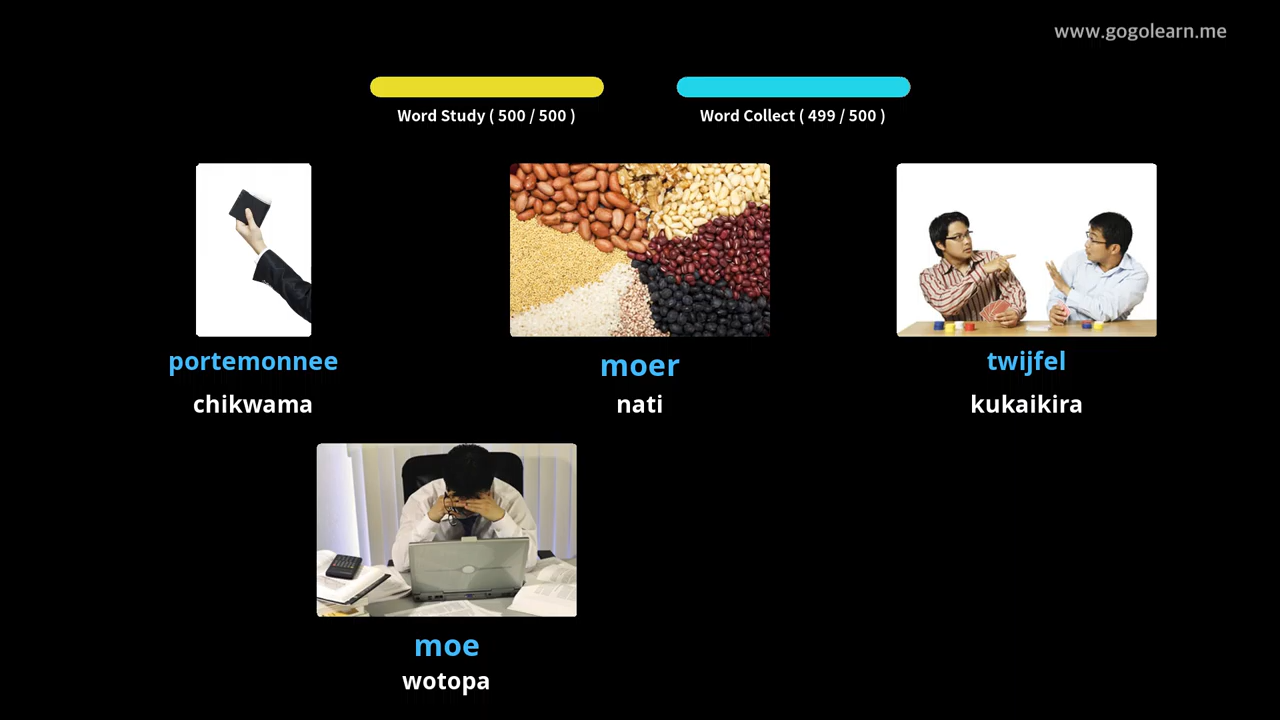 www.gogolearn.me
Word Study ( 500 / 500 )
Word Collect ( 499 / 500 )
portemonnee
moer
twijfel
chikwama
nati
kukaikira
moe
wotopa